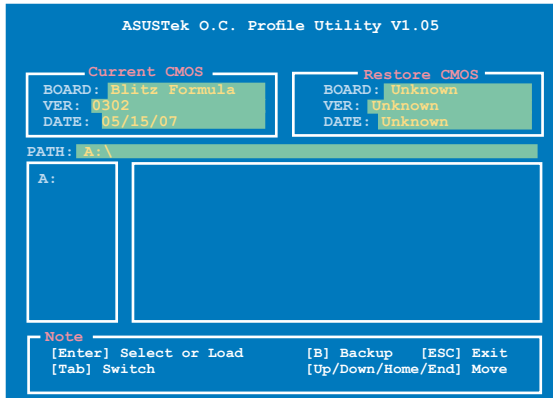 ASUSTek O.C. Profile Utility V1.05
Current CMOS
BOARD: Blitz Formula
VER: 0302
DATE: 05/15/07
Restore CMOS
BOARD: Unknown
VER: Unknown
DATE: Unknown
PATH: A:\
A:
Note
[Enter] Select or Load [B] Backup [ESC] Exit
[Tab] Switch [Up/Down/Home/End] Move